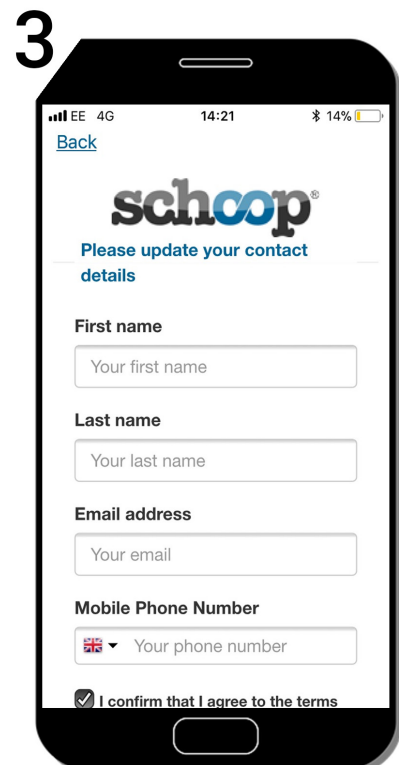 3
EE 4G 14:21 14%
Back
schoop®
Please update your contact
details
First name
Your first name
Last name
Your last name
Email address
Your email
Mobile Phone Number
Your phone number
I confirm that I agree to the terms